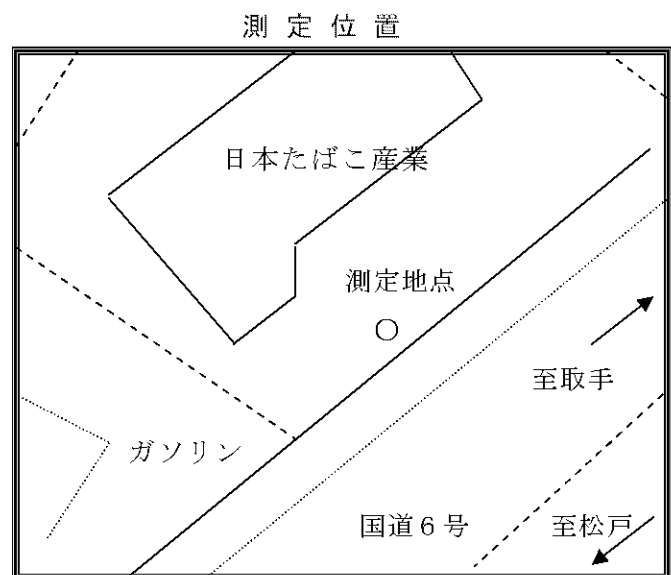 測定位置
日本たばこ産業
測定地点
至取手
ガソリン
国道６号
至松戸